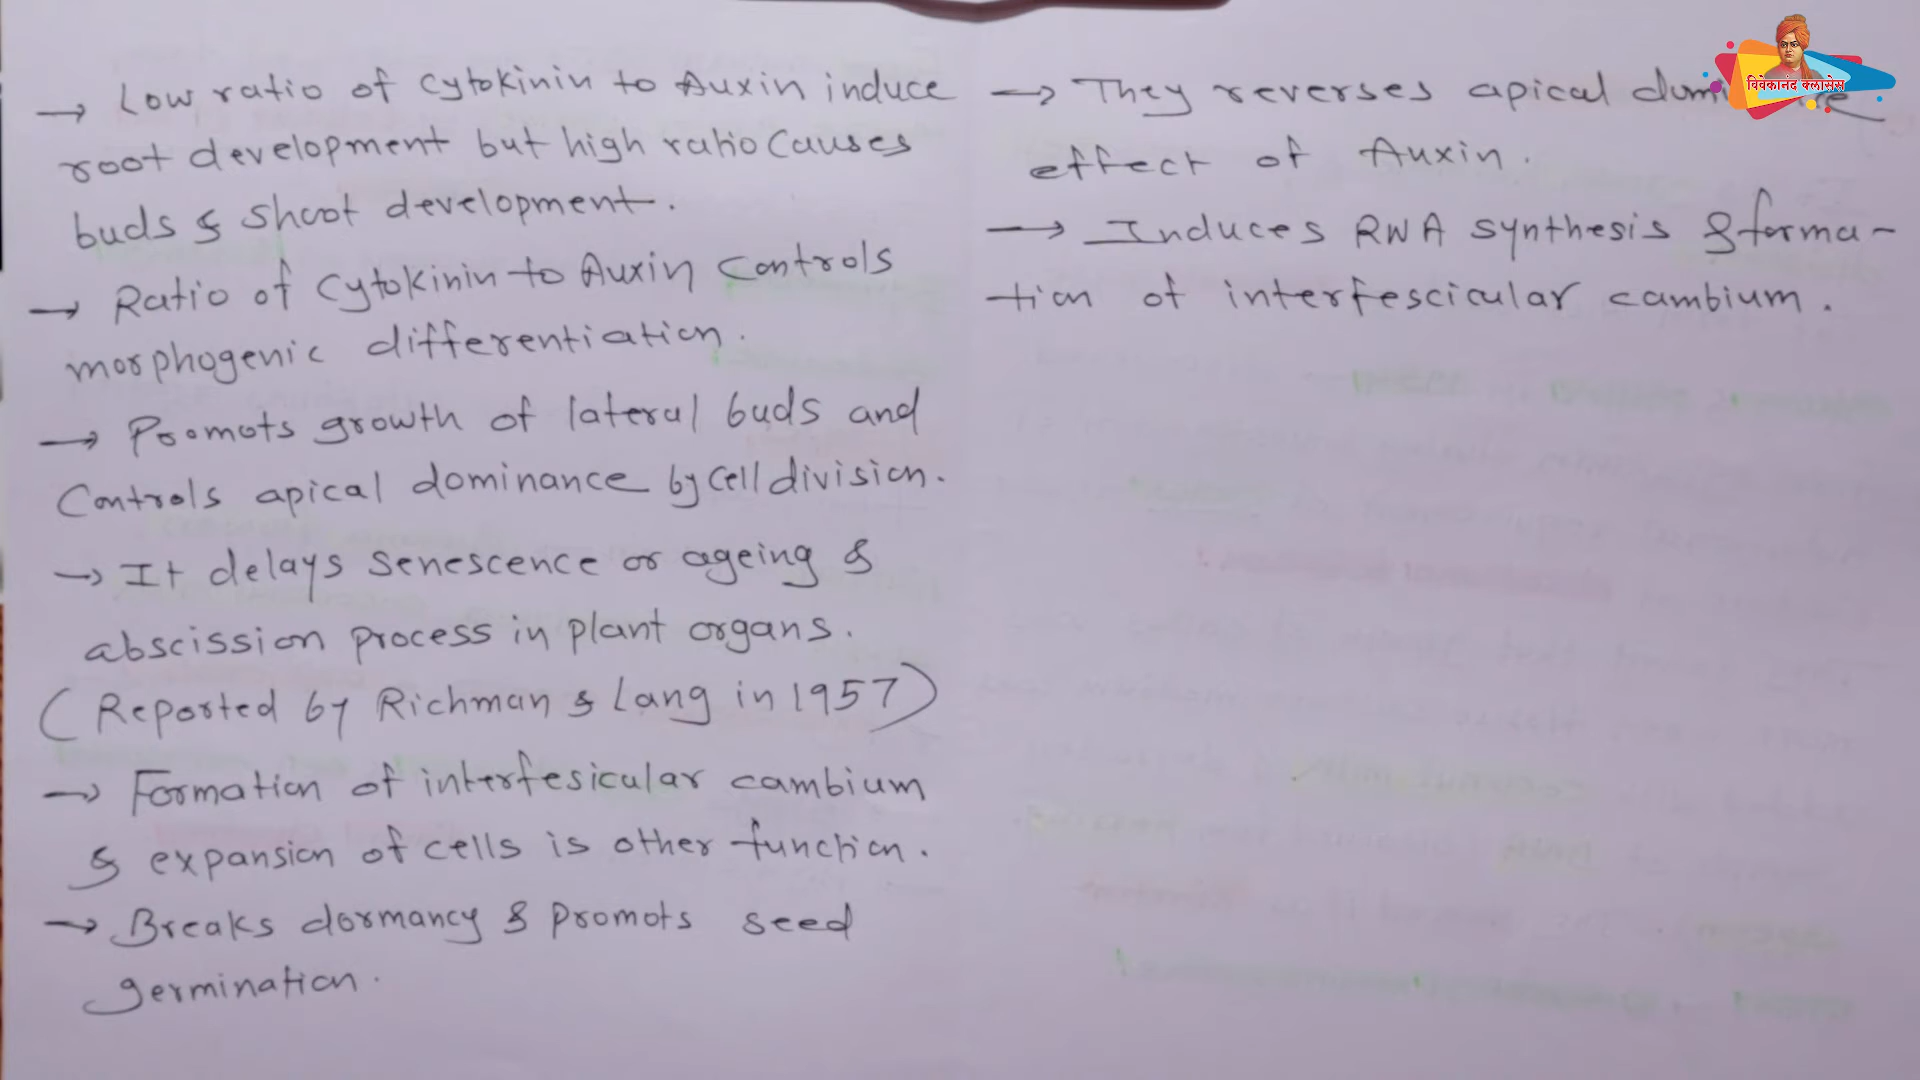 → Low ratio of Cytokinin to Auxin induce
root development but high ratio Causes
buds & Shoot development.
→ Ratio of Cytokinin to Auxin Controls
morphogenic differentiation.
→ Promots growth of lateral buds and
Controls apical dominance by Cell division.
→ It delays Senescence or ageing &
abscission process in plant organs.
(Reported by Richman & Lang in 1957)
→ Formation of interfesicular cambium
& expansion of cells is other function.
→ Breaks dormancy & promots seed
germination.
→ They reverses apical
effect of Auxin.
→ Induces RNA synthesis & forma-
tion of interfescicular cambium.
विवेकानंद क्लासेस